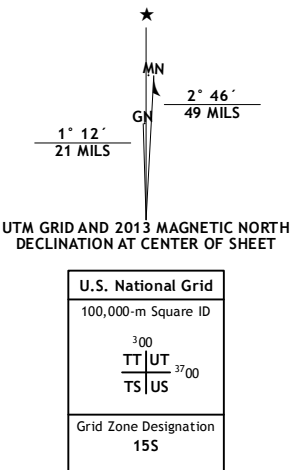 ★
MN
GN
2° 46´
49 MILS
1° 12´
21 MILS
UTM GRID AND 2013 MAGNETIC NORTH
DECLINATION AT CENTER OF SHEET
U.S. National Grid
100,000-m Square ID
³00
TT UT
³⁷00
TS US
Grid Zone Designation
15S